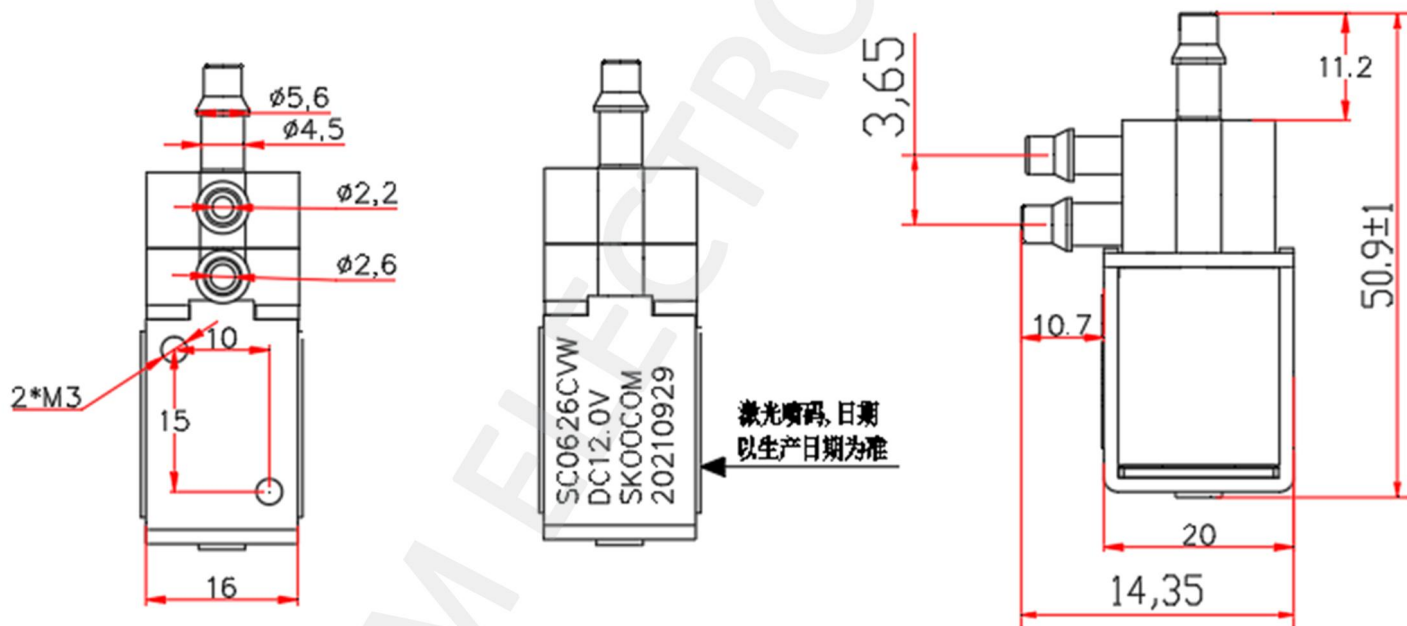 ø5,6
ø4,5
ø2,2
ø2,6
10
2*M3
15
16
SC0626CVW
DC12.0V
SKOOCOM
20210929
激光喷码,日期
以生产日期为准
3,65
11.2
50.9±1
10.7
20
14,35
M ELECTRO